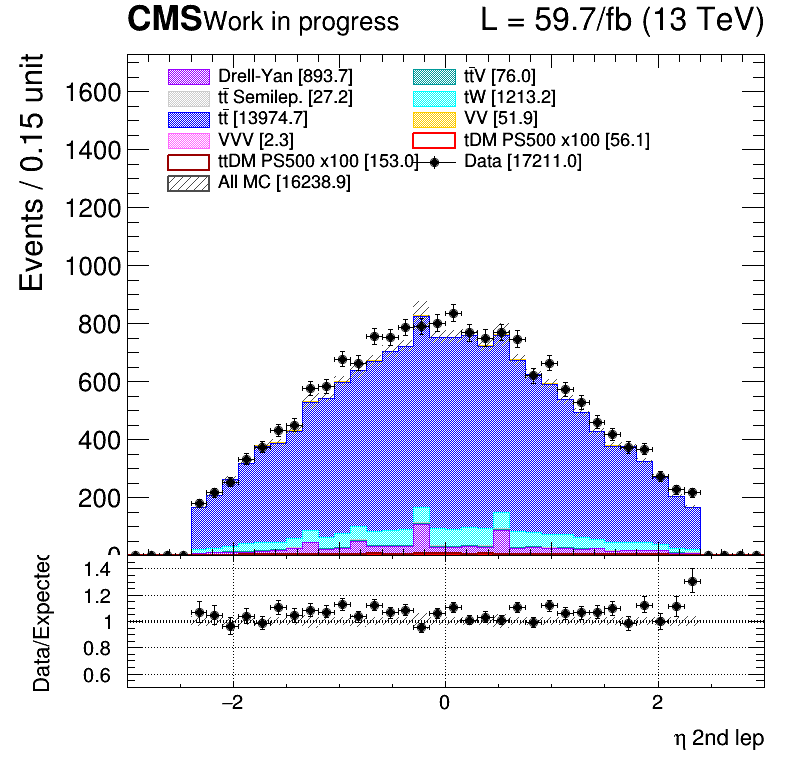 CMS Work in progress L = 59.7/fb (13 TeV)
Events / 0.15 unit
1600
1400
1200
1000
800
600
400
200
0
Drell-Yan [893.7] tt̄V [76.0]
tt̄ Semilep. [27.2] tW [1213.2]
tt̄ [13974.7] VV [51.9]
VVV [2.3] tDM PS500 x100 [56.1]
ttDM PS500 x100 [153.0] Data [17211.0]
All MC [16238.9]
Data/Expected
1.4
1.2
1
0.8
0.6
−2 0 2
η 2nd lep